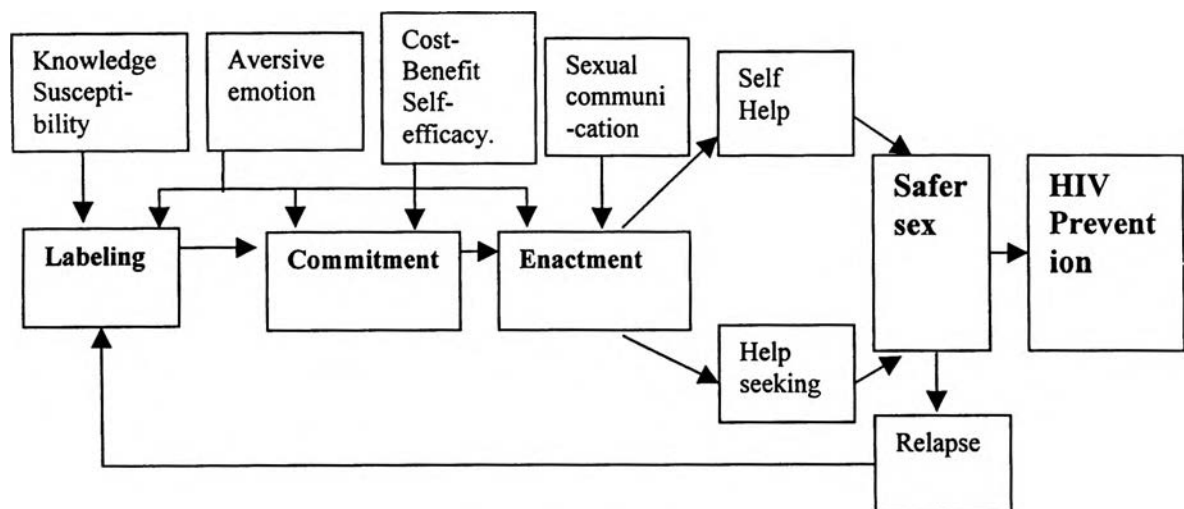 Knowledge
Suscepti-
bility
Aversive
emotion
Cost-
Benefit
Self-
efficacy.
Sexual
communi
-cation
Self
Help
Labeling
Commitment
Enactment
Safer
sex
HIV
Prevent
ion
Help
seeking
Relapse